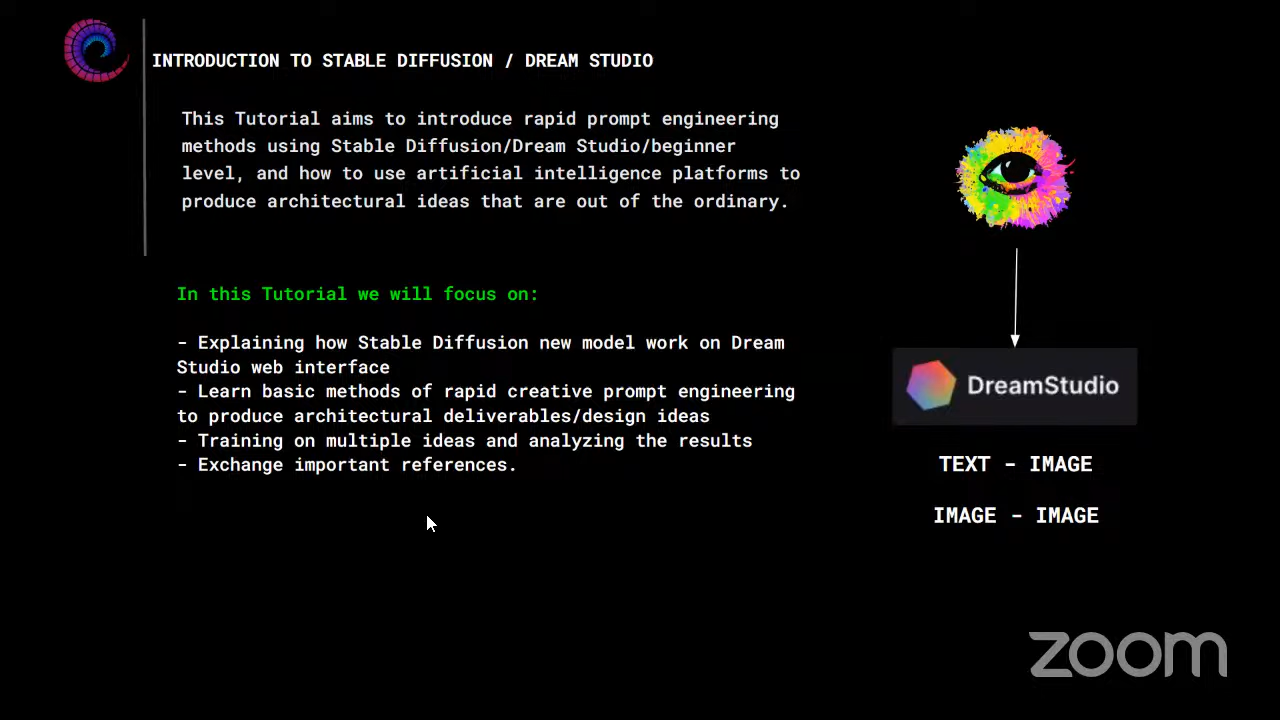 INTRODUCTION TO STABLE DIFFUSION / DREAM STUDIO
This Tutorial aims to introduce rapid prompt engineering
methods using Stable Diffusion/Dream Studio/beginner
level, and how to use artificial intelligence platforms to
produce architectural ideas that are out of the ordinary.
In this Tutorial we will focus on:
- Explaining how Stable Diffusion new model work on Dream
Studio web interface
- Learn basic methods of rapid creative prompt engineering
to produce architectural deliverables/design ideas
- Training on multiple ideas and analyzing the results
- Exchange important references.
DreamStudio
TEXT - IMAGE
IMAGE - IMAGE
zoom